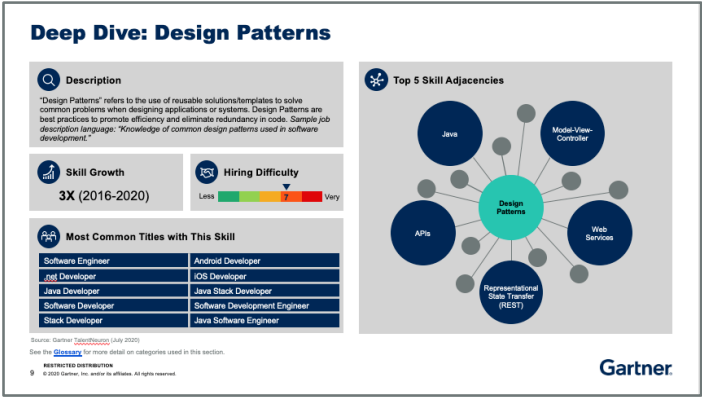 Deep Dive: Design Patterns
Description
"Design Patterns" refers to the use of reusable solutions/templates to solve
common problems when designing applications or systems. Design Patterns are
best practices to promote efficiency and eliminate redundancy in code. Sample job
description language: "Knowledge of common design patterns used in software
development."
Skill Growth
3X (2016-2020)
Hiring Difficulty
Less
7
Very
Most Common Titles with This Skill
Software Engineer
Android Developer
.net Developer
iOS Developer
Java Developer
Java Stack Developer
Software Developer
Software Development Engineer
Stack Developer
Java Software Engineer
Top 5 Skill Adjacencies
Java
Model-View-
Controller
Design
Patterns
APIs
Web
Services
Representational
State Transfer
(REST)
Source: Gartner TalentNeuron (July 2020)
See the Glossary for more detail on categories used in this section.
RESTRICTED DISTRIBUTION
9 © 2020 Gartner, Inc. and/or its affiliates. All rights reserved.
Gartner